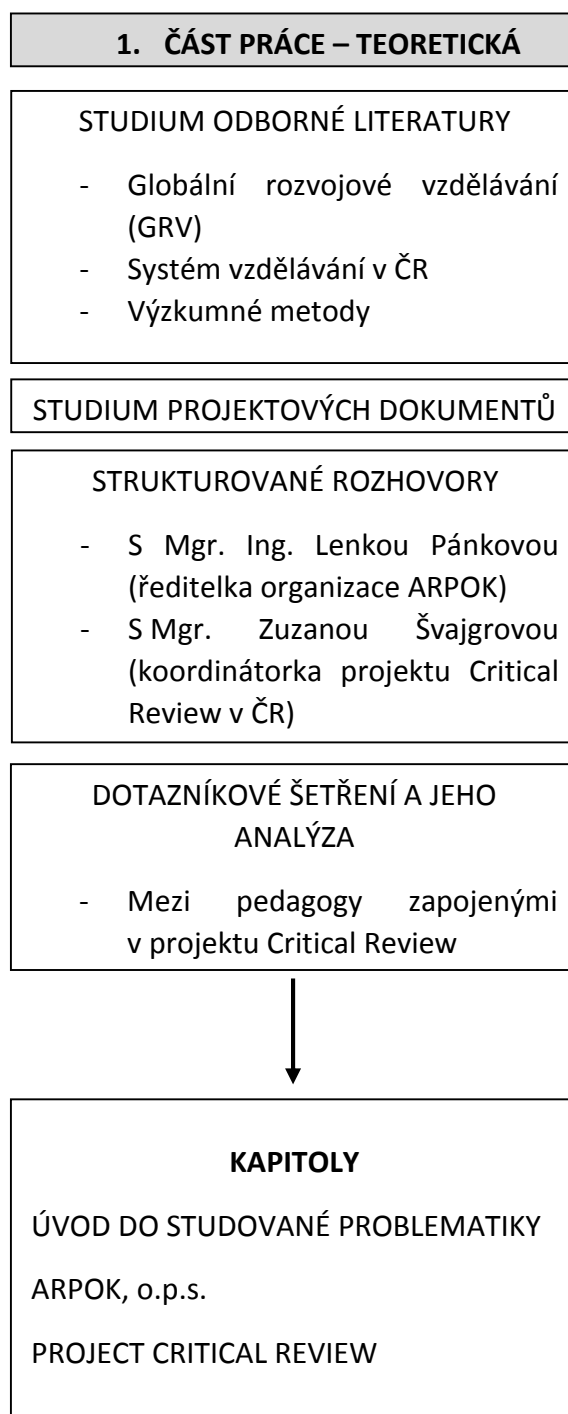 1. ČÁST PRÁCE – TEORETICKÁ
STUDIUM ODBORNÉ LITERATURY
- Globální rozvojové vzdělávání
(GRV)
- Systém vzdělávání v ČR
- Výzkumné metody
STUDIUM PROJEKTOVÝCH DOKUMENTŮ
STRUKTUROVANÉ ROZHOVORY
- S Mgr. Ing. Lenkou Pánkovou
(ředitelka organizace ARPOK)
- S Mgr. Zuzanou Švajgrovou
(koordinátorka projektu Critical
Review v ČR)
DOTAZNÍKOVÉ ŠETŘENÍ A JEHO
ANALÝZA
- Mezi pedagogy zapojenými
v projektu Critical Review
KAPITOLY
ÚVOD DO STUDOVANÉ PROBLEMATIKY
ARPOK, o.p.s.
PROJECT CRITICAL REVIEW